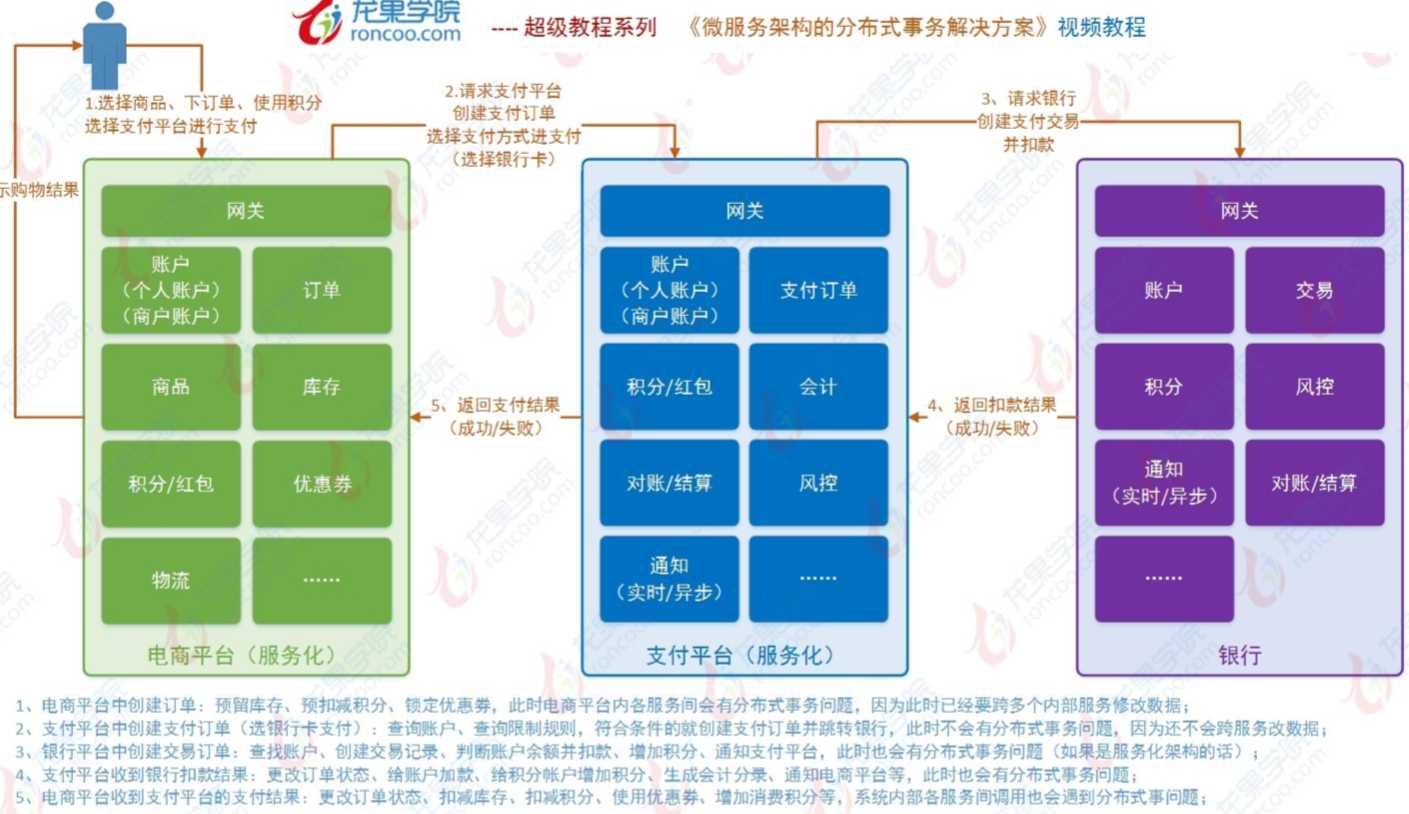 龙果学院
roncoo.com
---- 超级教程系列 《微服务架构的分布式事务解决方案》视频教程
1.选择商品、下订单、使用积分
选择支付平台进行支付
2.请求支付平台
创建支付订单
选择支付方式进支付
（选择银行卡）
3、请求银行
创建支付交易
并扣款
示购物结果
网关
账户
（个人账户）
（商户账户）
订单
商品
库存
积分/红包
优惠券
物流
……
电商平台（服务化）
5、返回支付结果
（成功/失败）
网关
账户
（个人账户）
（商户账户）
支付订单
积分/红包
会计
对账/结算
风控
通知
（实时/异步）
……
支付平台（服务化）
4、返回扣款结果
（成功/失败）
网关
账户
交易
积分
风控
通知
（实时/异步）
对账/结算
……
银行
1、电商平台中创建订单：预留库存、预扣减积分、锁定优惠券，此时电商平台内各服务间会有分布式事务问题，因为此时已经要跨多个内部服务修改数据；
2、支付平台中创建支付订单（选银行卡支付）：查询账户、查询限制规则，符合条件的就创建支付订单并跳转银行，此时不会有分布式事务问题，因为还不会跨服务改数据；
3、银行平台中创建交易订单：查找账户、创建交易记录、判断账户余额并扣款、增加积分、通知支付平台，此时也会有分布式事务问题（如果是服务化架构的话）；
4、支付平台收到银行扣款结果：更改订单状态、给账户加款、给积分帐户增加积分、生成会计分录、通知电商平台等，此时也会有分布式事务问题；
5、电商平台收到支付平台的支付结果：更改订单状态、扣减库存、扣减积分、使用优惠券、增加消费积分等，系统内部各服务间调用也会遇到分布式事问题；